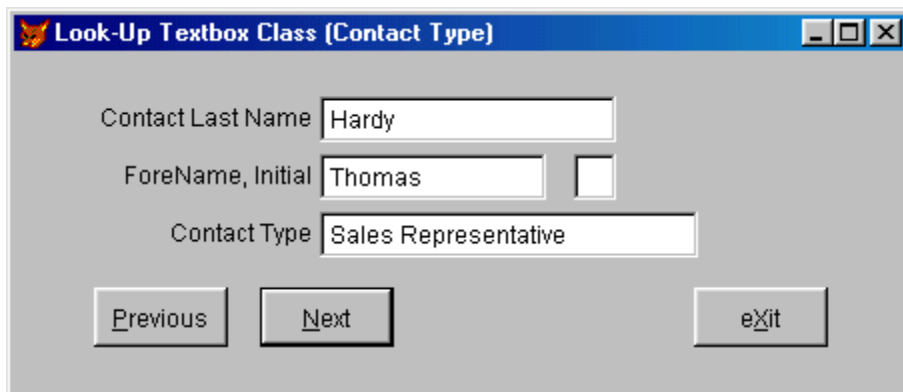 Look-Up Textbox Class (Contact Type)
Contact Last Name Hardy
ForeName, Initial Thomas
Contact Type Sales Representative
Previous Next eXit